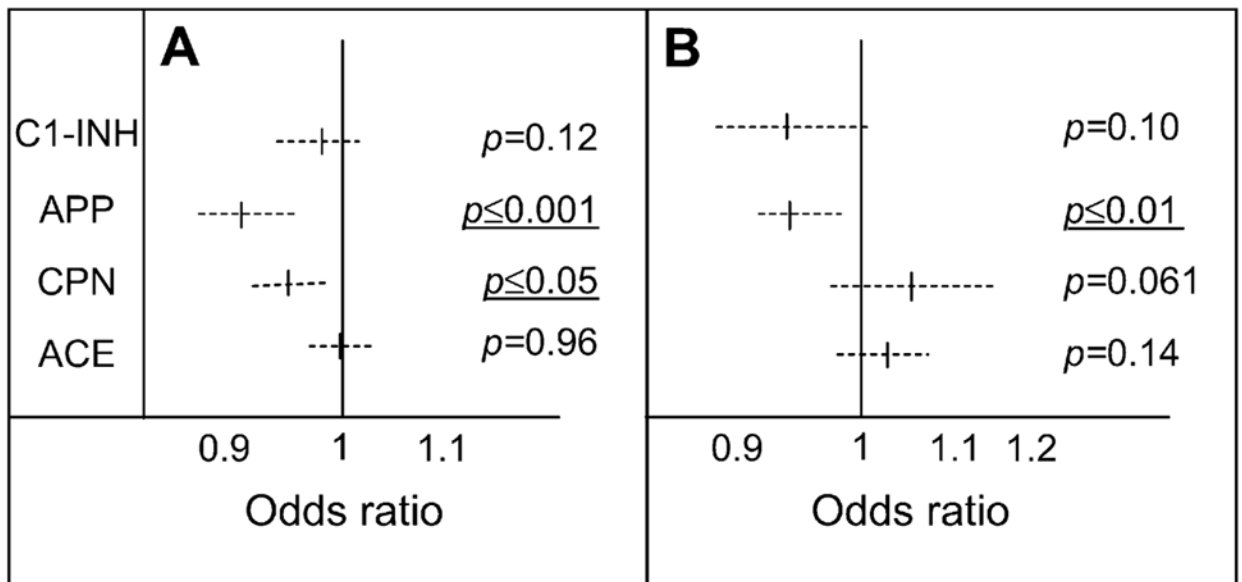 A
B
C1-INH
p=0.12
p=0.10
APP
p≤0.001
p≤0.01
CPN
p≤0.05
p=0.061
ACE
p=0.96
p=0.14
0.9 1 1.1
0.9 1 1.1 1.2
Odds ratio
Odds ratio